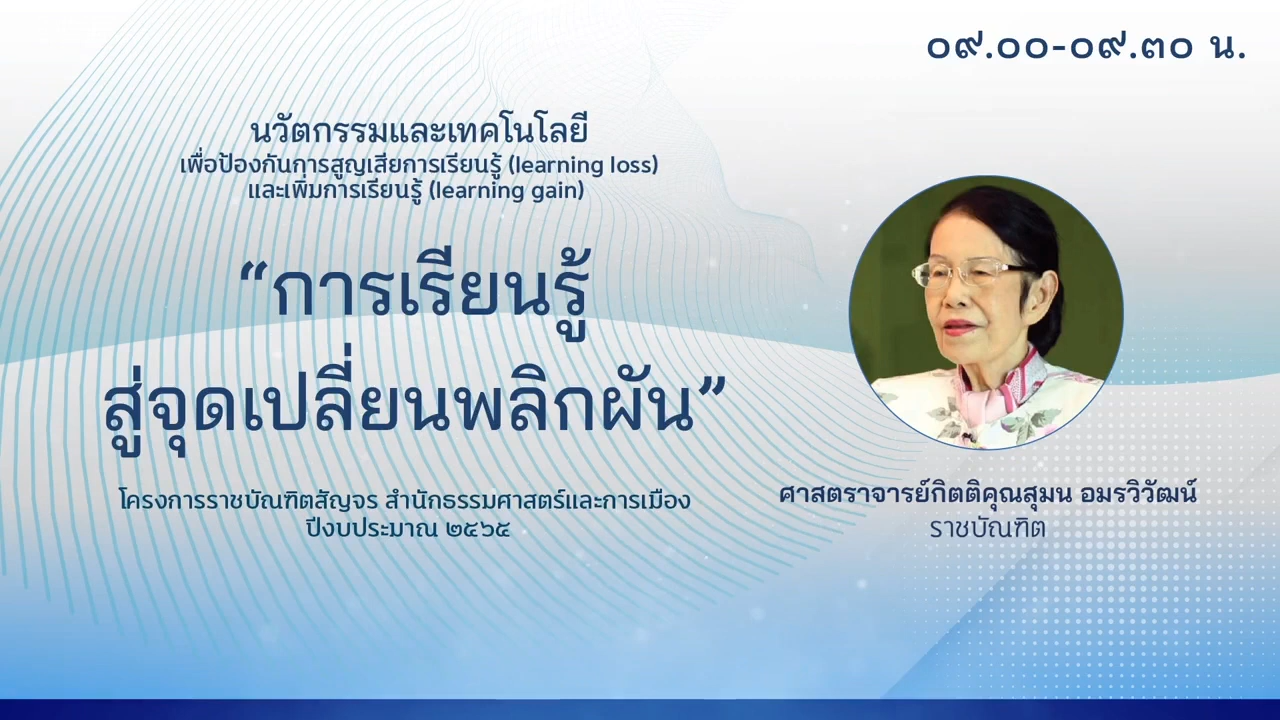 ๐๙.๐๐-๐๙.๓๐ น.
นวัตกรรมและเทคโนโลยี
เพื่อป้องกันการสูญเสียการเรียนรู้ (learning loss)
และเพิ่มการเรียนรู้ (learning gain)
“การเรียนรู้
สู่จุดเปลี่ยนพลิกผัน”
โครงการราชบัณฑิตสัญจร สำนักธรรมศาสตร์และการเมือง
ปีงบประมาณ ๒๕๖๕
ศาสตราจารย์กิตติคุณสุมน อมรวิวัฒน์
ราชบัณฑิต